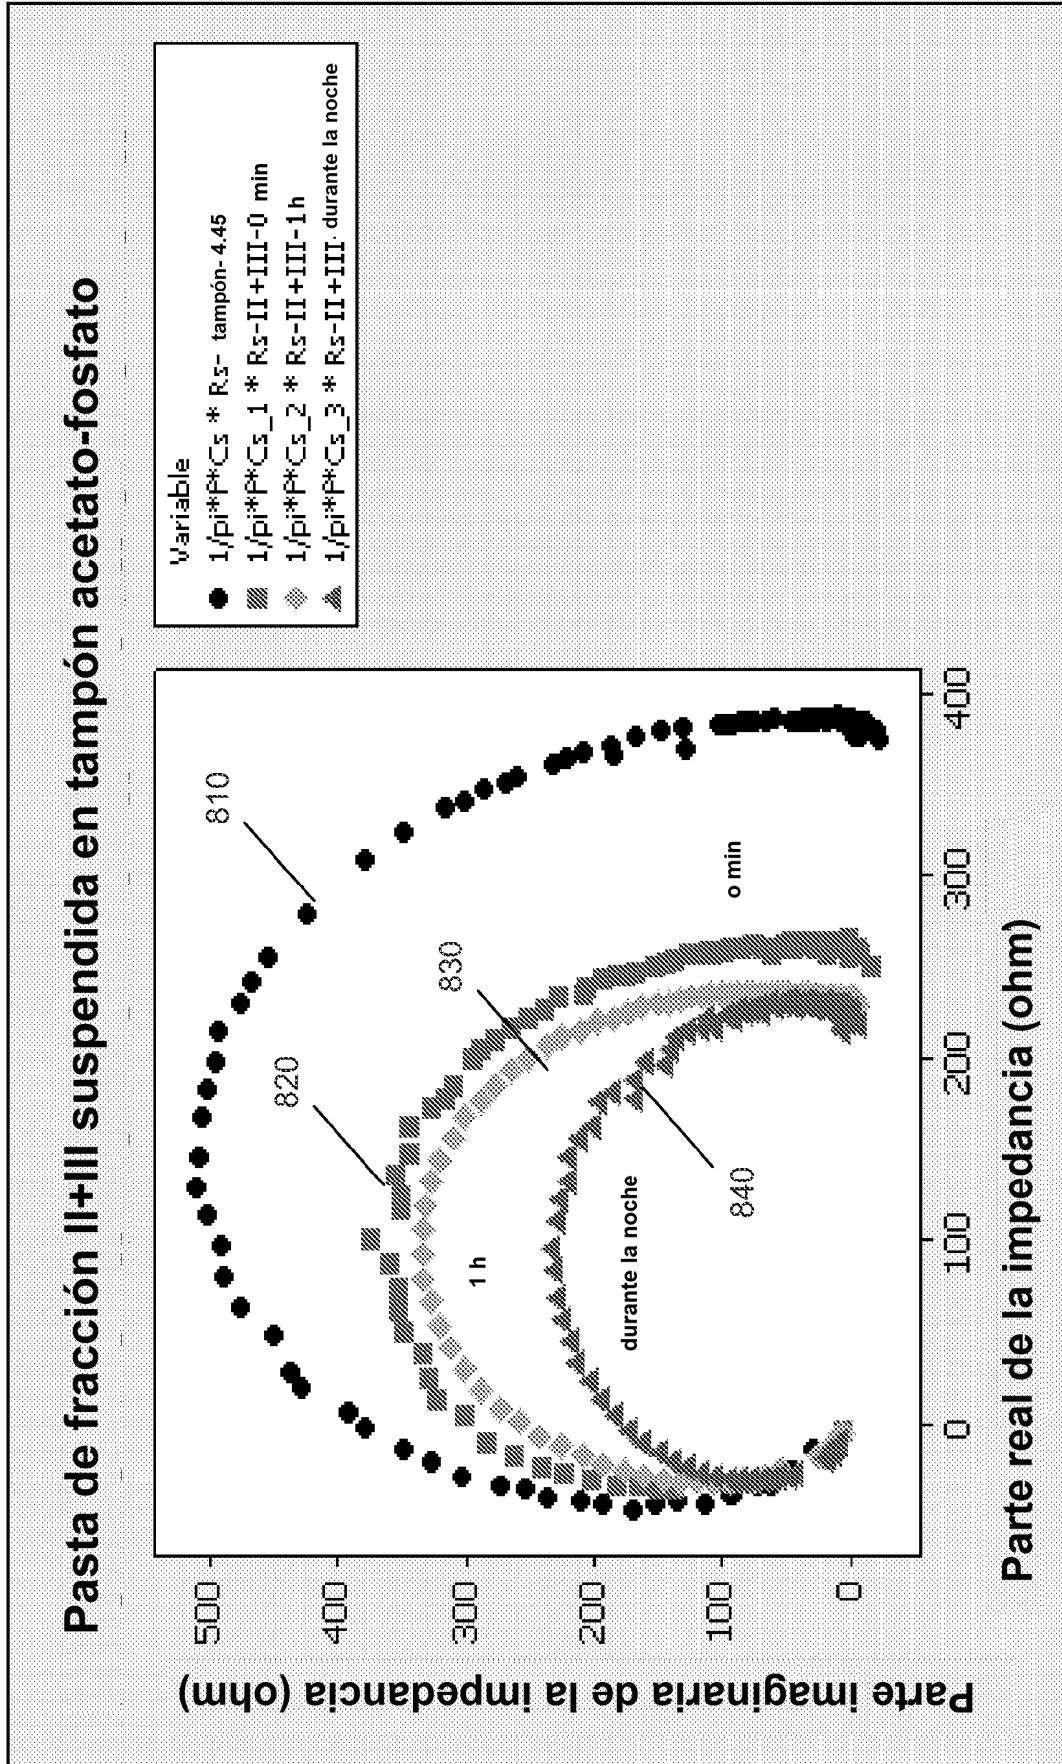 Pasta de fracción II+III suspendida en tampón acetato-fosfato
Variable
1/pi*F*Cs * Rs- tampón- 4.45
1/pi*F*Cs_1 * Rs-II+III-0 min
1/pi*F*Cs_2 * Rs-II+III-1h
1/pi*F*Cs_3 * Rs-II+III- durante la noche
Parte imaginaria de la impedancia (ohm)
500
400
300
200
100
0
810
820
830
840
1 h
durante la noche
o min
0
100
200
300
400
Parte real de la impedancia (ohm)